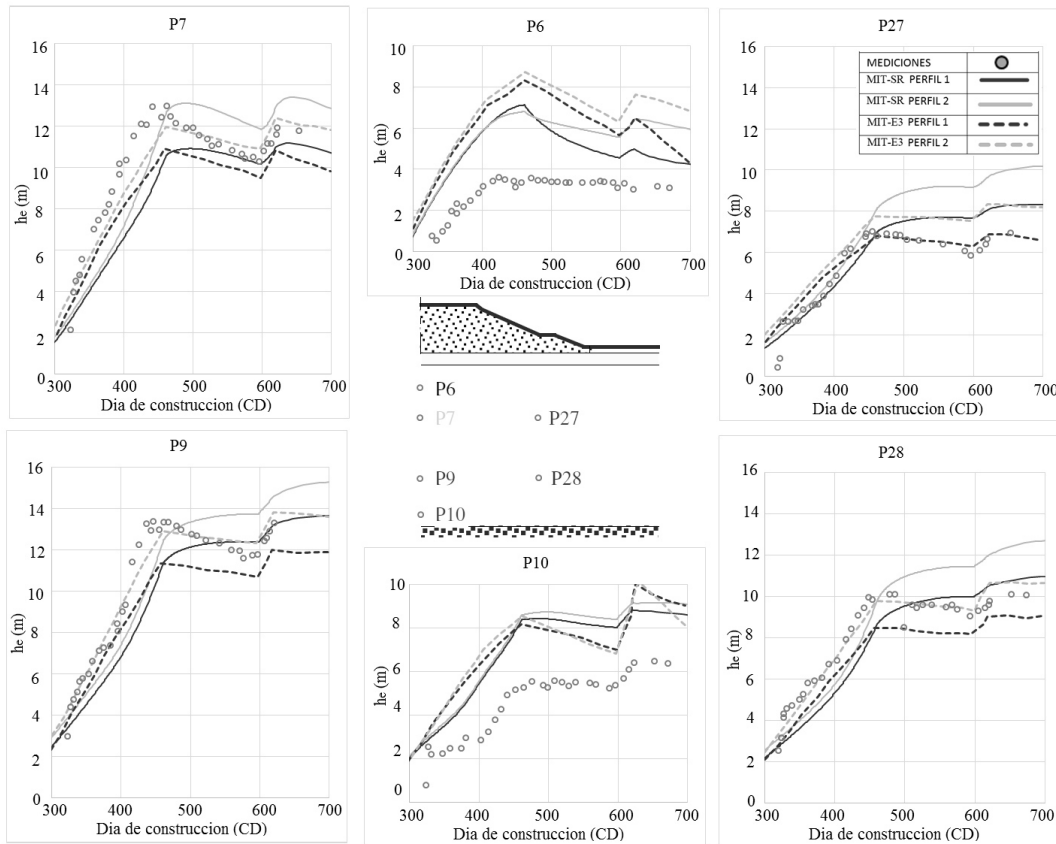 P7
16
14
12
10
8
6
4
2
0
300
400
500
600
700
he (m)
Dia de construccion (CD)
P6
10
8
6
4
2
0
300
400
500
600
700
he (m)
Dia de construccion (CD)
P27
16
14
12
10
8
6
4
2
0
300
400
500
600
700
he (m)
Dia de construccion (CD)
MEDICIONES
MIT-SR PERFIL 1
MIT-SR PERFIL 2
MIT-E3 PERFIL 1
MIT-E3 PERFIL 2
P6
P7
P27
P9
P28
P10
P9
16
14
12
10
8
6
4
2
0
300
400
500
600
700
he (m)
Dia de construccion (CD)
P10
10
8
6
4
2
0
300
400
500
600
700
he (m)
Dia de construccion (CD)
P28
16
14
12
10
8
6
4
2
0
300
400
500
600
700
he (m)
Dia de construccion (CD)